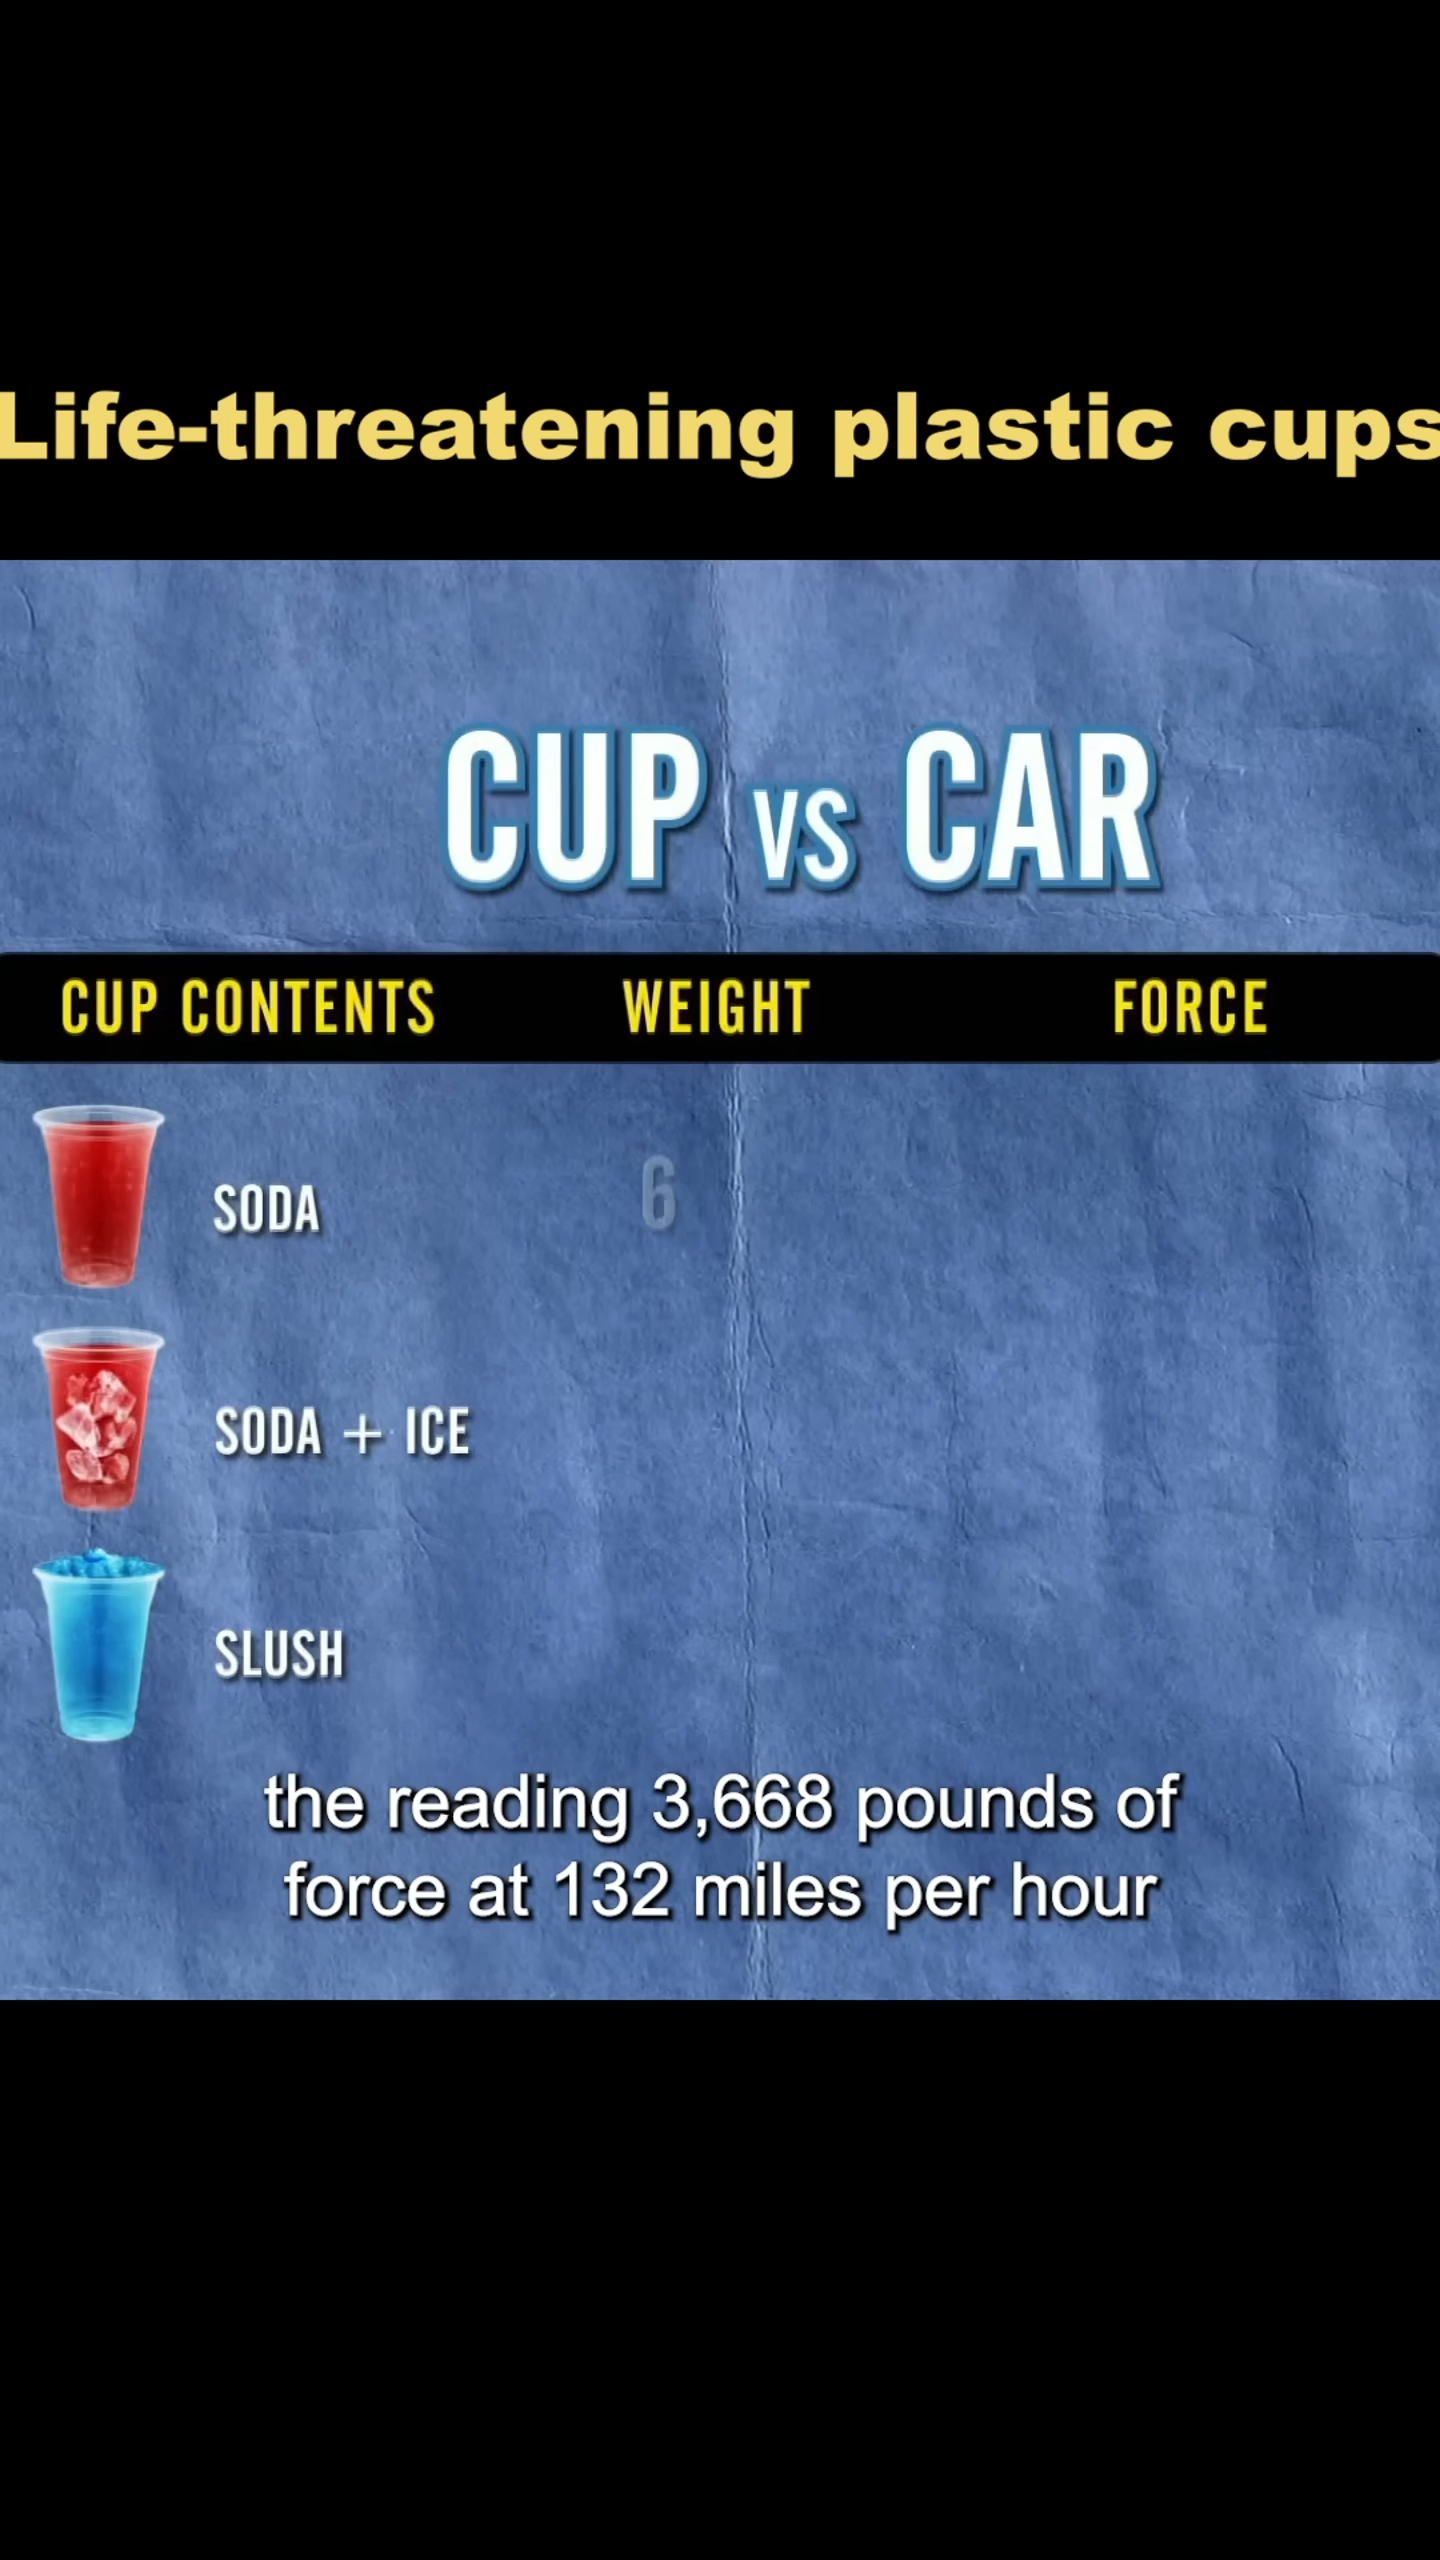 Life-threatening plastic cups
CUP VS CAR
CUP CONTENTS WEIGHT FORCE
SODA 6
SODA + ICE
SLUSH
the reading 3,668 pounds of
force at 132 miles per hour